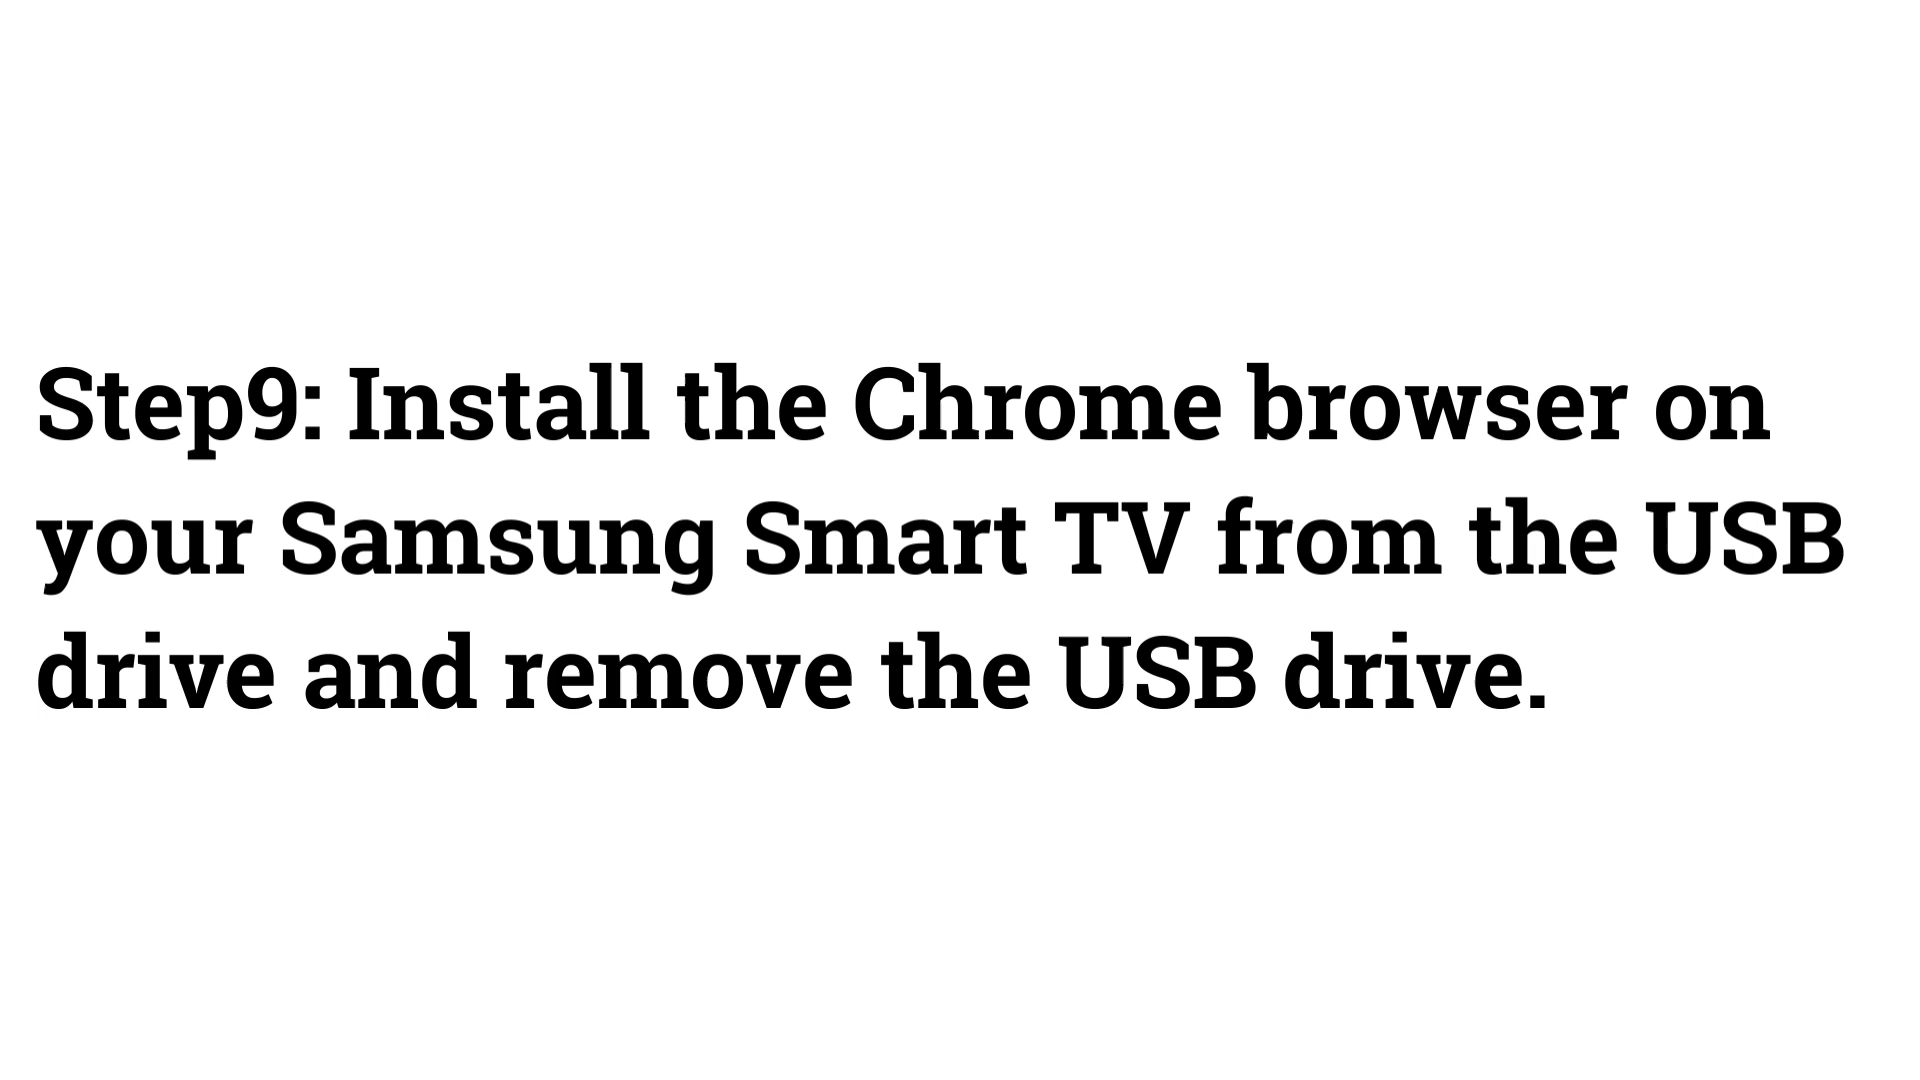 Step9: Install the Chrome browser on
your Samsung Smart TV from the USB
drive and remove the USB drive.